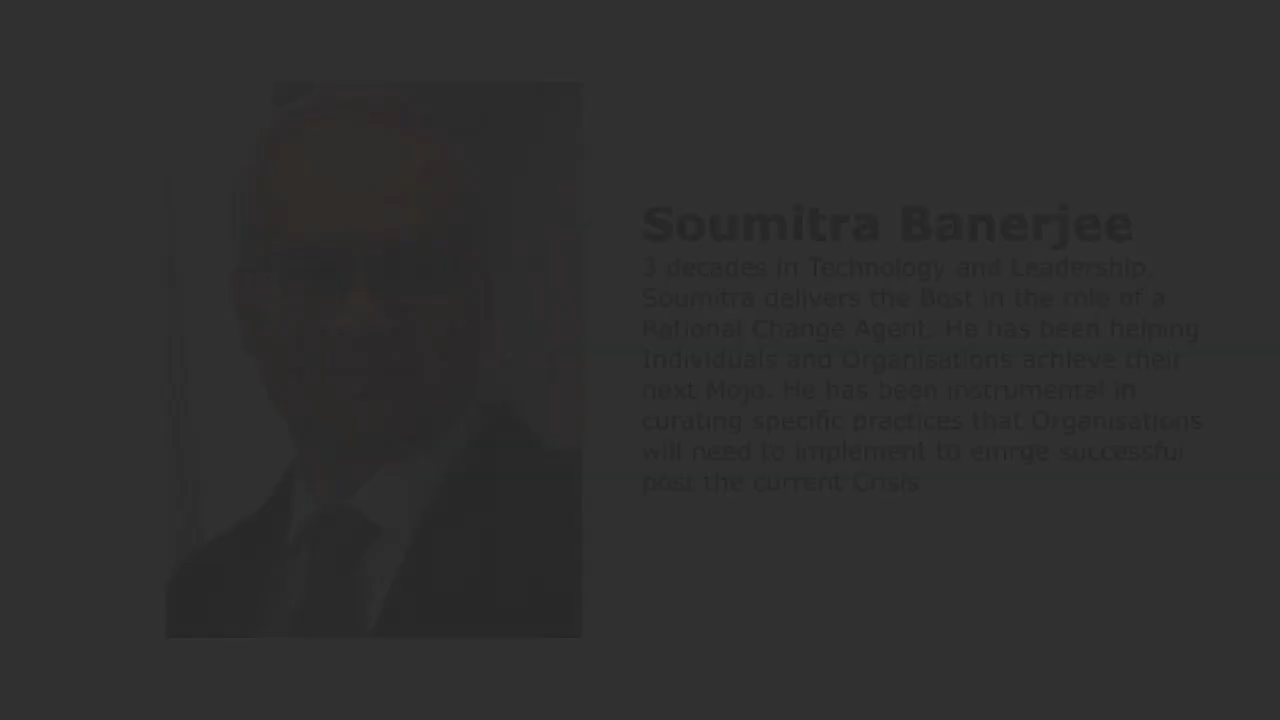 Soumitra Banerjee
3 decades in Technology and Leadership,
Soumitra delivers the Best in the role of a
Rational Change Agent. He has been helping
Individuals and Organisations achieve their
next Mojo. He has been instrumental in
curating specific practices that Organisations
will need to implement to emrge successful
post the current Crisis